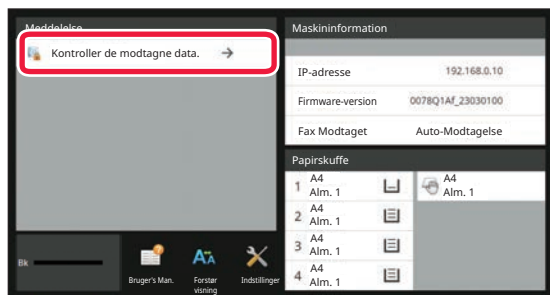 Meddelelse
Kontroller de modtagne data.
Maskininformation
IP-adresse 192.168.0.10
Firmware-version 0078Q1Af_23030100
Fax Modtaget Auto-Modtagelse
Papirskuffe
1 A4
Alm. 1
A4
Alm. 1
2 A4
Alm. 1
3 A4
Alm. 1
4 A4
Alm. 1
Bk
Bruger's Man.
Forstør
visning
Indstillinger